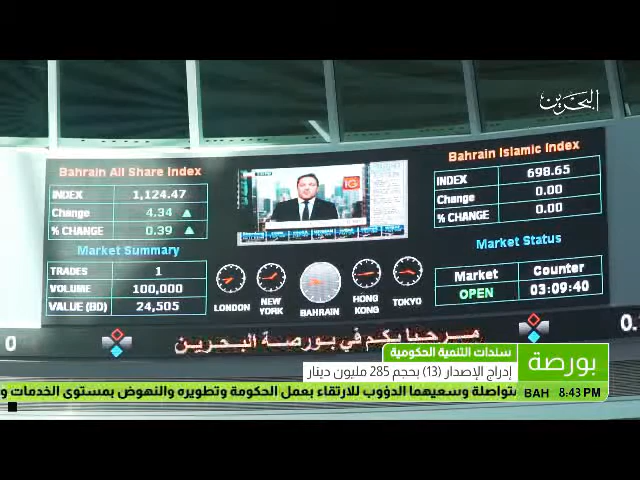 البحرين
Bahrain All Share Index
INDEX 1,124.47
Change 4.34 ▲
% CHANGE 0.39 ▲
Market Summary
TRADES 1
VOLUME 100,000
VALUE (BD) 24,505
IG
LONDON
NEW YORK
BAHRAIN
HONG KONG
TOKYO
Bahrain Islamic Index
INDEX 698.65
Change 0.00
% CHANGE 0.00
Market Status
Market Counter
OPEN 03:09:40
0
مرحبا بكم في بورصة البحرين
0.
بورصة
سندات التنمية الحكومية
إدراج الإصدار (13) بحجم 285 مليون دينار
BAH 8:43 PM
متواصلة وسعيهما الدؤوب للارتقاء بعمل الحكومة وتطويره والنهوض بمستوى الخدمات و